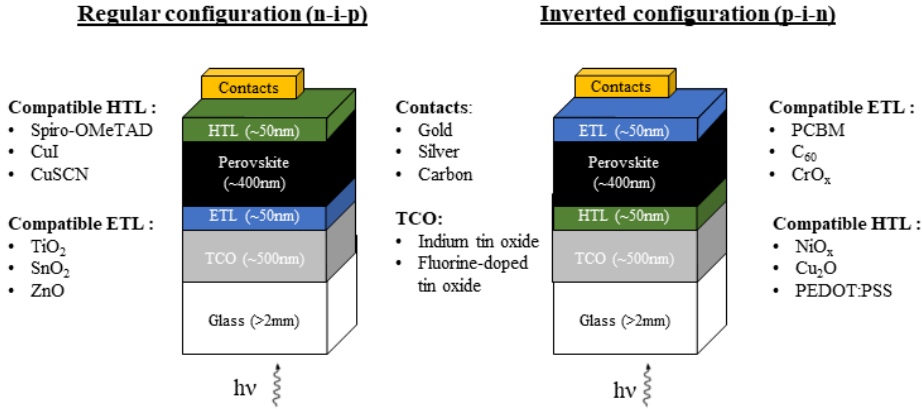 Regular configuration (n-i-p)
Inverted configuration (p-i-n)
Contacts
Compatible HTL :
• Spiro-OMeTAD
• CuI
• CuSCN
Compatible ETL :
• TiO₂
• SnO₂
• ZnO
HTL (~50nm)
Perovskite
(~400nm)
ETL (~50nm)
TCO (~500nm)
Glass (>2mm)
hν
Contacts:
• Gold
• Silver
• Carbon
TCO:
• Indium tin oxide
• Fluorine-doped
tin oxide
Contacts
ETL (~50nm)
Perovskite
(~400nm)
HTL (~50nm)
TCO (~500nm)
Glass (>2mm)
hν
Compatible ETL :
• PCBM
• C₆₀
• CrOₓ
Compatible HTL :
• NiOₓ
• Cu₂O
• PEDOT:PSS